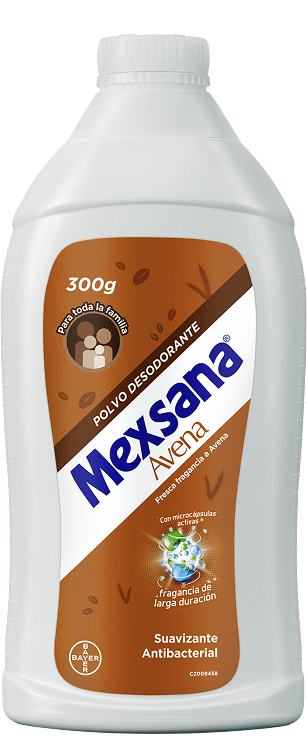 300g
Para toda la familia
POLVO DESODORANTE
Mexsana®
Avena
Fresca fragancia a Avena
Con microcápsulas
activas
fragancia de
larga duración
Suavizante
Antibacterial
BAYER
BAYER
C2009458